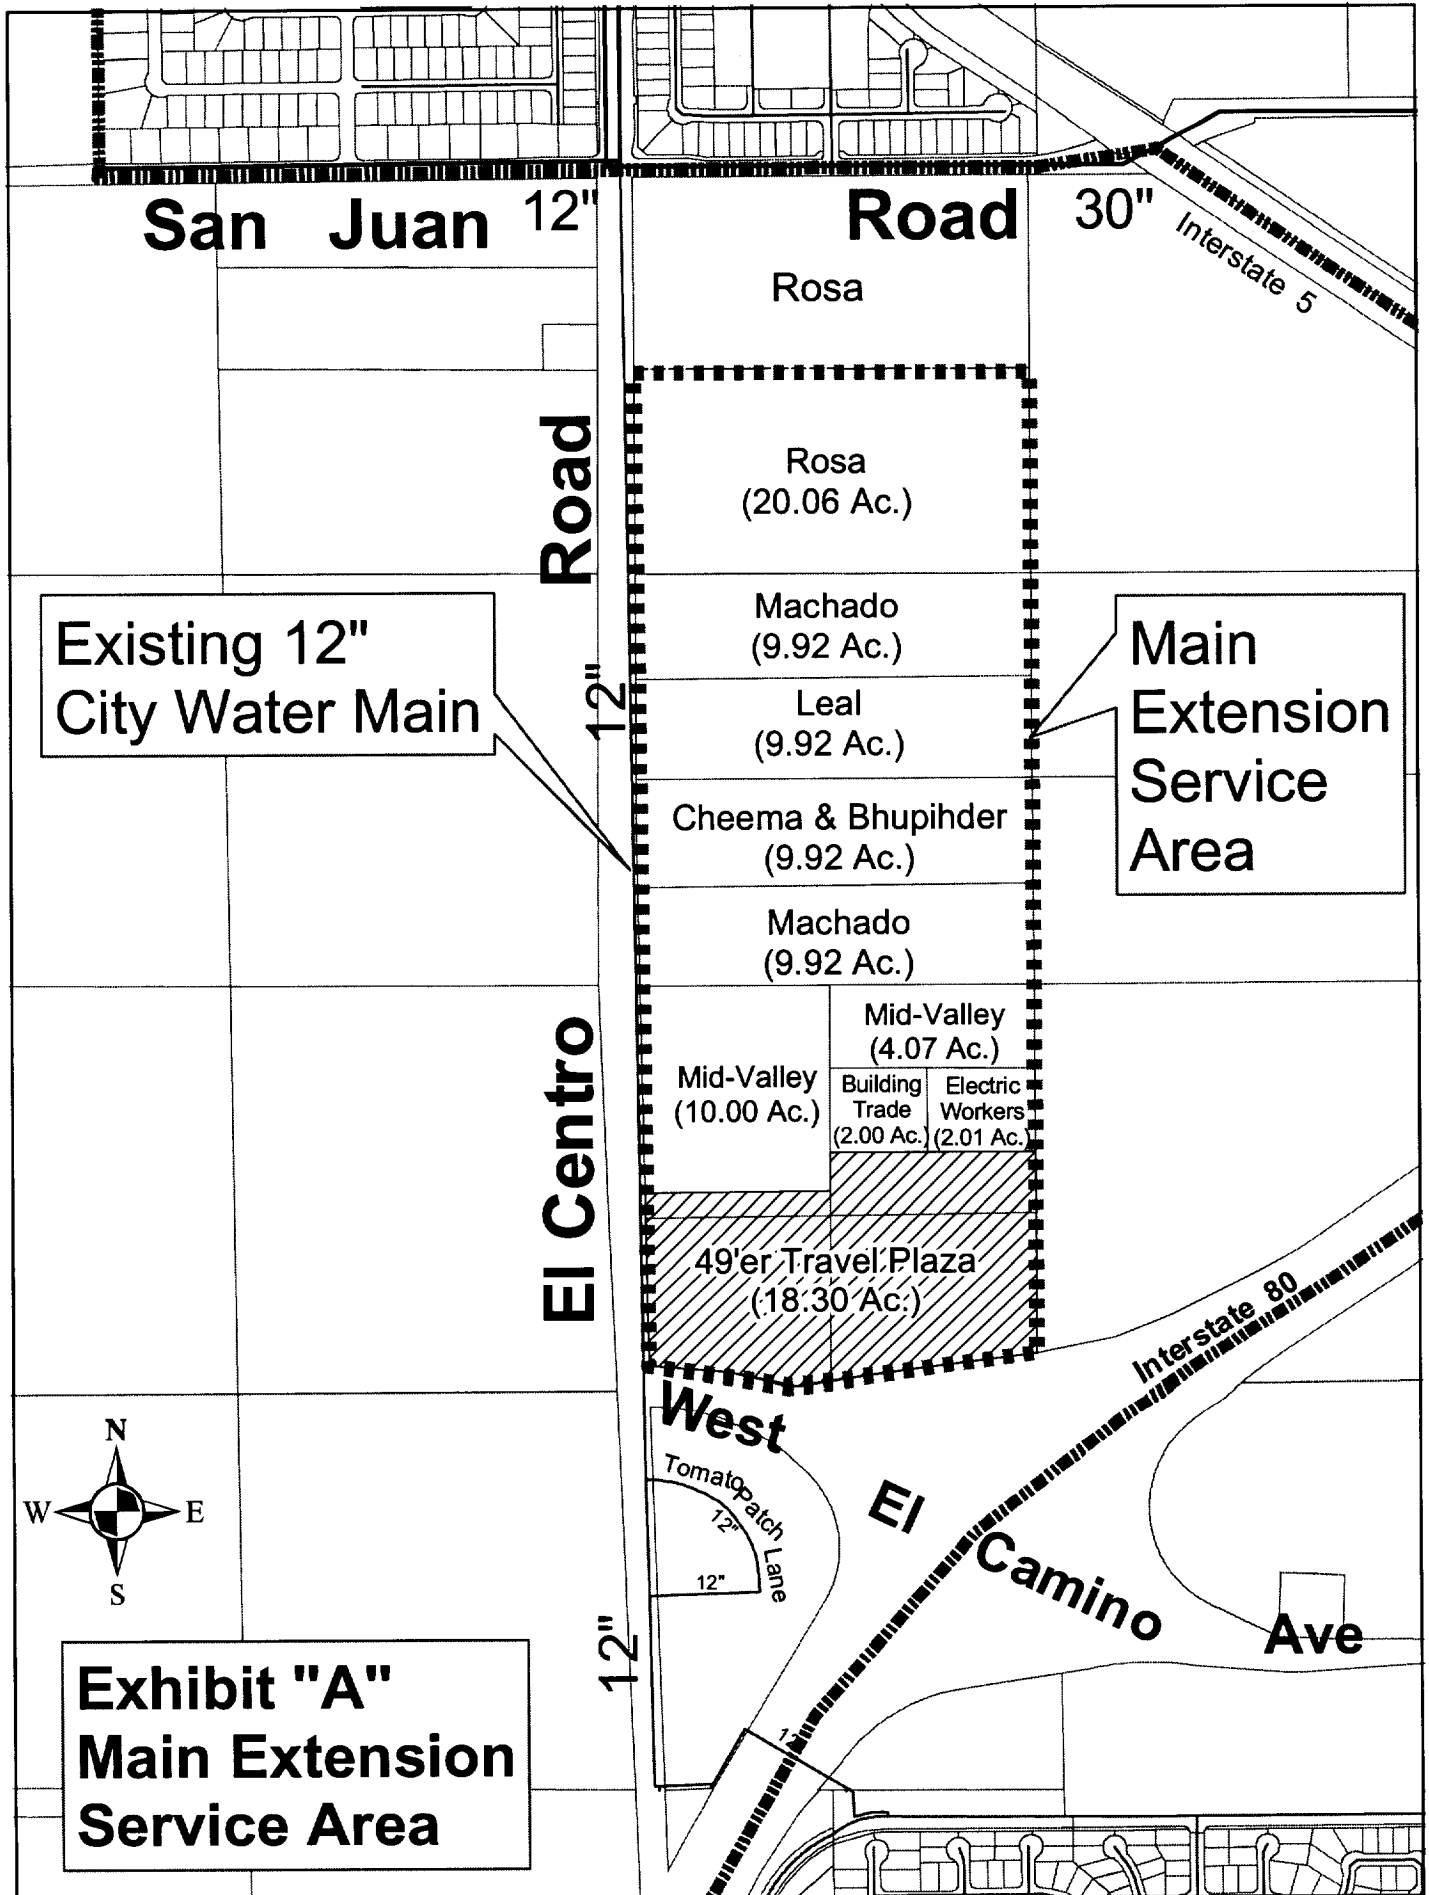 San Juan 12" Road 30"
Interstate 5
Rosa
Road
Rosa
(20.06 Ac.)
Existing 12"
City Water Main
12"
Machado
(9.92 Ac.)
Main
Extension
Service
Area
Leal
(9.92 Ac.)
Cheema & Bhupihder
(9.92 Ac.)
Machado
(9.92 Ac.)
El Centro
Mid-Valley
(4.07 Ac.)
Mid-Valley
(10.00 Ac.)
Building
Trade
(2.00 Ac.)
Electric
Workers
(2.01 Ac.)
49'er Travel Plaza
(18.30 Ac.)
Interstate 80
West El Camino Ave
N
W E
S
Tomato Patch Lane
12"
12"
12"
12"
Exhibit "A"
Main Extension
Service Area